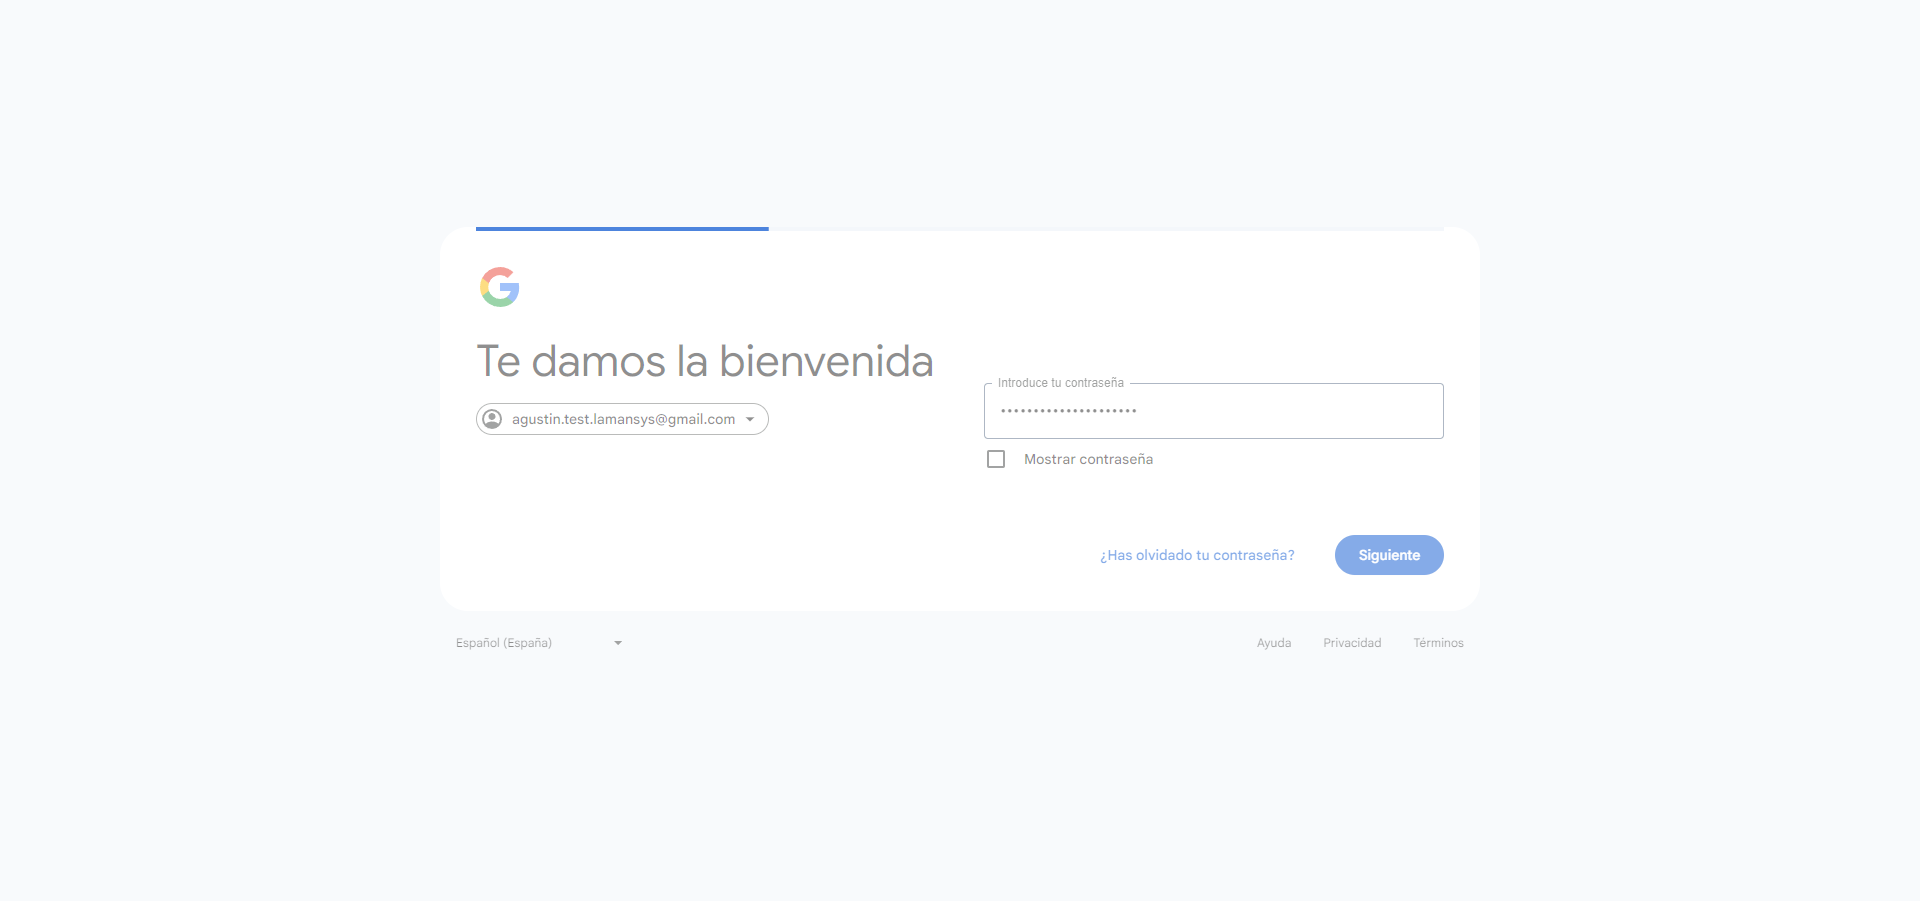 Te damos la bienvenida
agustin.test.lamansys@gmail.com
Introduce tu contraseña
•••••••••••••••••••••
Mostrar contraseña
¿Has olvidado tu contraseña?
Siguiente
Español (España)
Ayuda
Privacidad
Términos